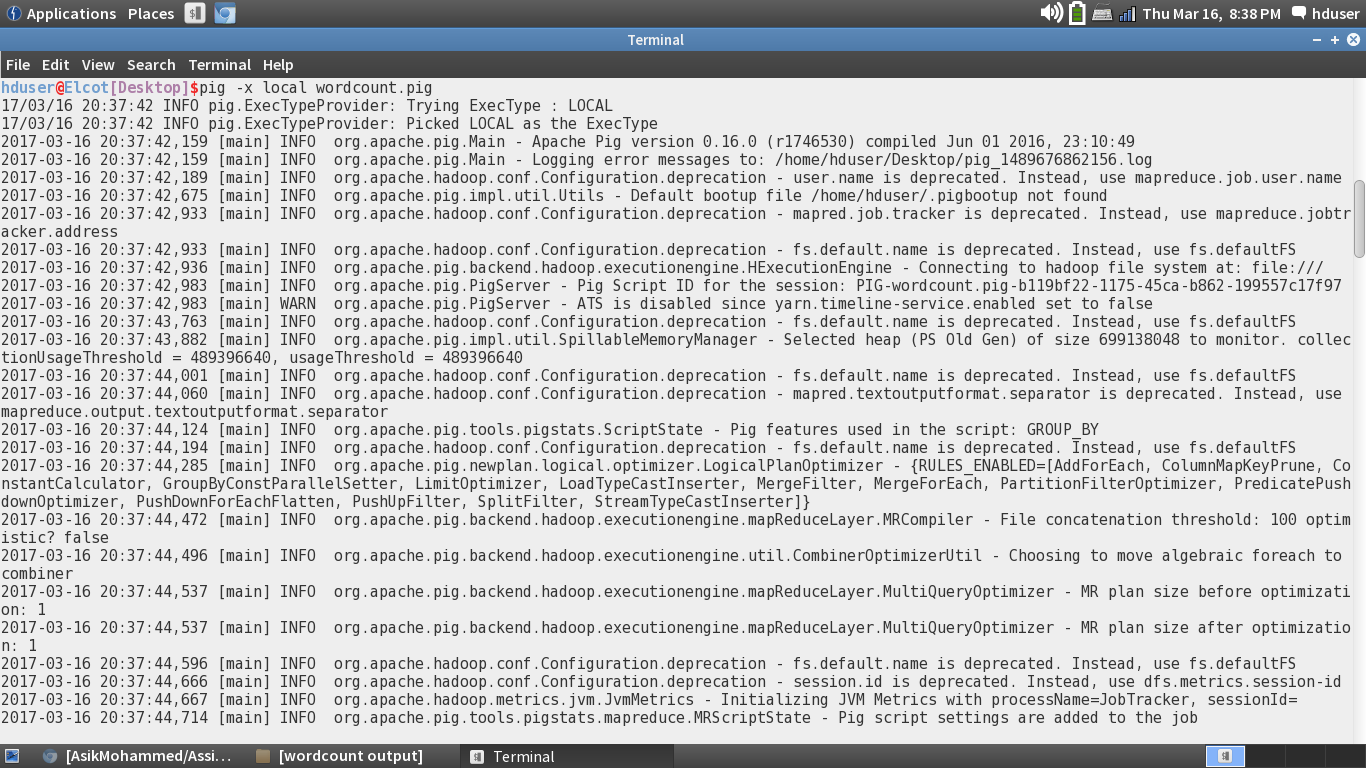 Applications Places Thu Mar 16, 8:38 PM hduser
Terminal
File Edit View Search Terminal Help
hduser@Elcot[Desktop]$pig -x local wordcount.pig
17/03/16 20:37:42 INFO pig.ExecTypeProvider: Trying ExecType : LOCAL
17/03/16 20:37:42 INFO pig.ExecTypeProvider: Picked LOCAL as the ExecType
2017-03-16 20:37:42,159 [main] INFO  org.apache.pig.Main - Apache Pig version 0.16.0 (r1746530) compiled Jun 01 2016, 23:10:49
2017-03-16 20:37:42,159 [main] INFO  org.apache.pig.Main - Logging error messages to: /home/hduser/Desktop/pig_1489676862156.log
2017-03-16 20:37:42,189 [main] INFO  org.apache.hadoop.conf.Configuration.deprecation - user.name is deprecated. Instead, use mapreduce.job.user.name
2017-03-16 20:37:42,675 [main] INFO  org.apache.pig.impl.util.Utils - Default bootup file /home/hduser/.pigbootup not found
2017-03-16 20:37:42,933 [main] INFO  org.apache.hadoop.conf.Configuration.deprecation - mapred.job.tracker is deprecated. Instead, use mapreduce.jobtr
acker.address
2017-03-16 20:37:42,933 [main] INFO  org.apache.hadoop.conf.Configuration.deprecation - fs.default.name is deprecated. Instead, use fs.defaultFS
2017-03-16 20:37:42,936 [main] INFO  org.apache.pig.backend.hadoop.executionengine.HExecutionEngine - Connecting to hadoop file system at: file:///
2017-03-16 20:37:42,983 [main] INFO  org.apache.pig.PigServer - Pig Script ID for the session: PIG-wordcount.pig-b119bf22-1175-45ca-b862-199557c17f97
2017-03-16 20:37:42,983 [main] WARN  org.apache.pig.PigServer - ATS is disabled since yarn.timeline-service.enabled set to false
2017-03-16 20:37:43,763 [main] INFO  org.apache.hadoop.conf.Configuration.deprecation - fs.default.name is deprecated. Instead, use fs.defaultFS
2017-03-16 20:37:43,882 [main] INFO  org.apache.pig.impl.util.SpillableMemoryManager - Selected heap (PS Old Gen) of size 699138048 to monitor. collec
tionUsageThreshold = 489396640, usageThreshold = 489396640
2017-03-16 20:37:44,001 [main] INFO  org.apache.hadoop.conf.Configuration.deprecation - fs.default.name is deprecated. Instead, use fs.defaultFS
2017-03-16 20:37:44,060 [main] INFO  org.apache.hadoop.conf.Configuration.deprecation - mapred.textoutputformat.separator is deprecated. Instead, use
mapreduce.output.textoutputformat.separator
2017-03-16 20:37:44,124 [main] INFO  org.apache.pig.tools.pigstats.ScriptState - Pig features used in the script: GROUP_BY
2017-03-16 20:37:44,194 [main] INFO  org.apache.hadoop.conf.Configuration.deprecation - fs.default.name is deprecated. Instead, use fs.defaultFS
2017-03-16 20:37:44,285 [main] INFO  org.apache.pig.newplan.logical.optimizer.LogicalPlanOptimizer - {RULES_ENABLED=[AddForEach, ColumnMapKeyPrune, Co
nstantCalculator, GroupByConstParallelSetter, LimitOptimizer, LoadTypeCastInserter, MergeFilter, MergeForEach, PartitionFilterOptimizer, PredicatePush
downOptimizer, PushDownForEachFlatten, PushUpFilter, SplitFilter, StreamTypeCastInserter]}
2017-03-16 20:37:44,472 [main] INFO  org.apache.pig.backend.hadoop.executionengine.mapReduceLayer.MRCompiler - File concatenation threshold: 100 optim
istic? false
2017-03-16 20:37:44,496 [main] INFO  org.apache.pig.backend.hadoop.executionengine.util.CombinerOptimizerUtil - Choosing to move algebraic foreach to
combiner
2017-03-16 20:37:44,537 [main] INFO  org.apache.pig.backend.hadoop.executionengine.mapReduceLayer.MultiQueryOptimizer - MR plan size before optimizati
on: 1
2017-03-16 20:37:44,537 [main] INFO  org.apache.pig.backend.hadoop.executionengine.mapReduceLayer.MultiQueryOptimizer - MR plan size after optimizatio
n: 1
2017-03-16 20:37:44,596 [main] INFO  org.apache.hadoop.conf.Configuration.deprecation - fs.default.name is deprecated. Instead, use fs.defaultFS
2017-03-16 20:37:44,666 [main] INFO  org.apache.hadoop.conf.Configuration.deprecation - session.id is deprecated. Instead, use dfs.metrics.session-id
2017-03-16 20:37:44,667 [main] INFO  org.apache.hadoop.metrics.jvm.JvmMetrics - Initializing JVM Metrics with processName=JobTracker, sessionId=
2017-03-16 20:37:44,714 [main] INFO  org.apache.pig.tools.pigstats.mapreduce.MRScriptState - Pig script settings are added to the job
[AsikMohammed/Assi... [wordcount output] Terminal